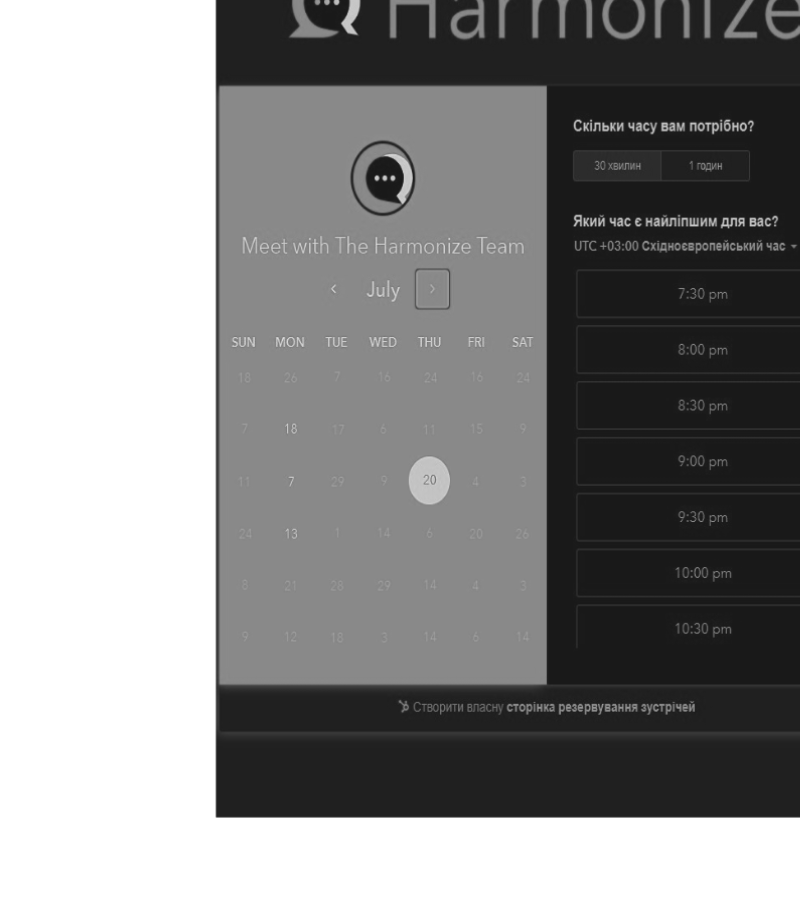 Harmonize
Meet with The Harmonize Team
July
SUN MON TUE WED THU FRI SAT
18 26 7 16 24 16 24
7 18 17 6 11 15 9
11 7 29 9 20 4 3
24 13 1 14 6 20 26
8 21 28 29 14 4 3
9 12 18 3 14 6 14
Скільки часу вам потрібно?
30 хвилин 1 годин
Який час є найліпшим для вас?
UTC +03:00 Східноєвропейський час
7:30 pm
8:00 pm
8:30 pm
9:00 pm
9:30 pm
10:00 pm
10:30 pm
Створити власну сторінка резервування зустрічей